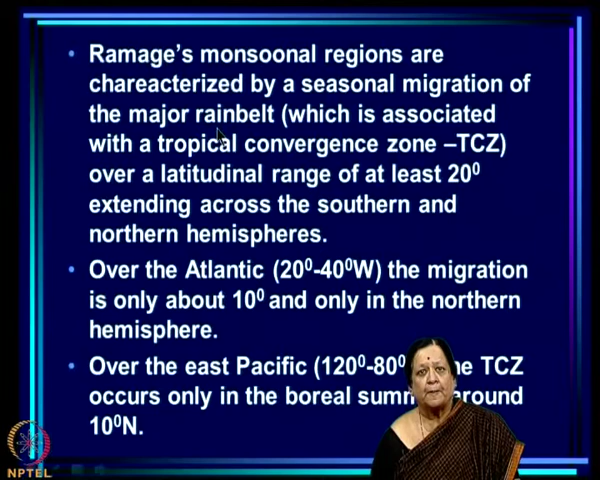 • Ramage's monsoonal regions are
chareacterized by a seasonal migration of
the major rainbelt (which is associated
with a tropical convergence zone –TCZ)
over a latitudinal range of at least 20⁰
extending across the southern and
northern hemispheres.
• Over the Atlantic (20⁰-40⁰W) the migration
is only about 10⁰ and only in the northern
hemisphere.
• Over the east Pacific (120⁰-80⁰ TCZ
occurs only in the boreal around
10⁰N.
NPTEL